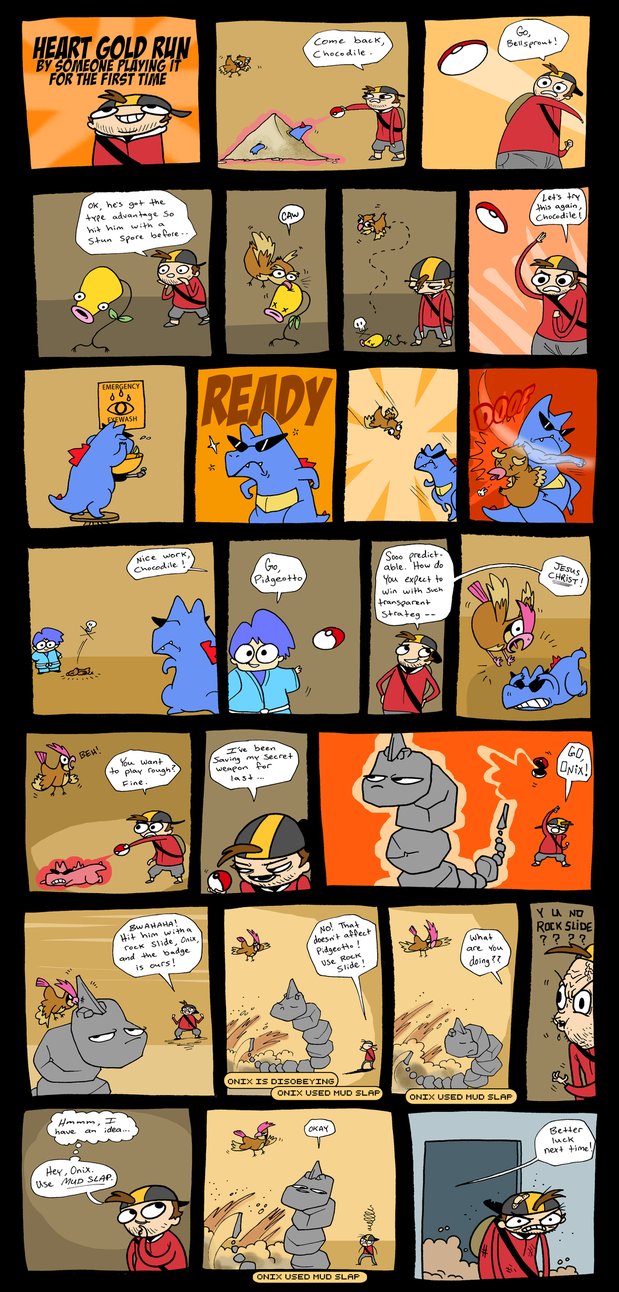 HEART GOLD RUN
BY SOMEONE PLAYING IT
FOR THE FIRST TIME
Come back,
Chocodile.
Go,
Bellsprout!
Ok, he's got the
type advantage so
hit him with a
Stun Spore before--
CAW
Let's try
this again,
Chocodile!
EMERGENCY
EYEWASH
READY
DOOF
Nice work,
Chocodile!
Go,
Pidgeotto
Sooo predict-
able. How do
you expect to
win with such
transparent
strateg--
JESUS
CHRIST!
BEH!
You want
to play rough?
Fine.
I've been
saving my secret
weapon for
last...
GO,
ONIX!
BWAHAHA!
Hit him with a
rock slide, Onix,
and the badge
is ours!
No! That
doesn't affect
Pidgeotto!
Use Rock
Slide!
ONIX IS DISOBEYING
ONIX USED MUD SLAP
What are
you
doing??
ONIX USED MUD SLAP
Y U NO
ROCK SLIDE
? ? ? ?
Hmmm, I
have an idea...
Hey, Onix.
Use MUD SLAP.
OKAY
ONIX USED MUD SLAP
Better
luck
next time!